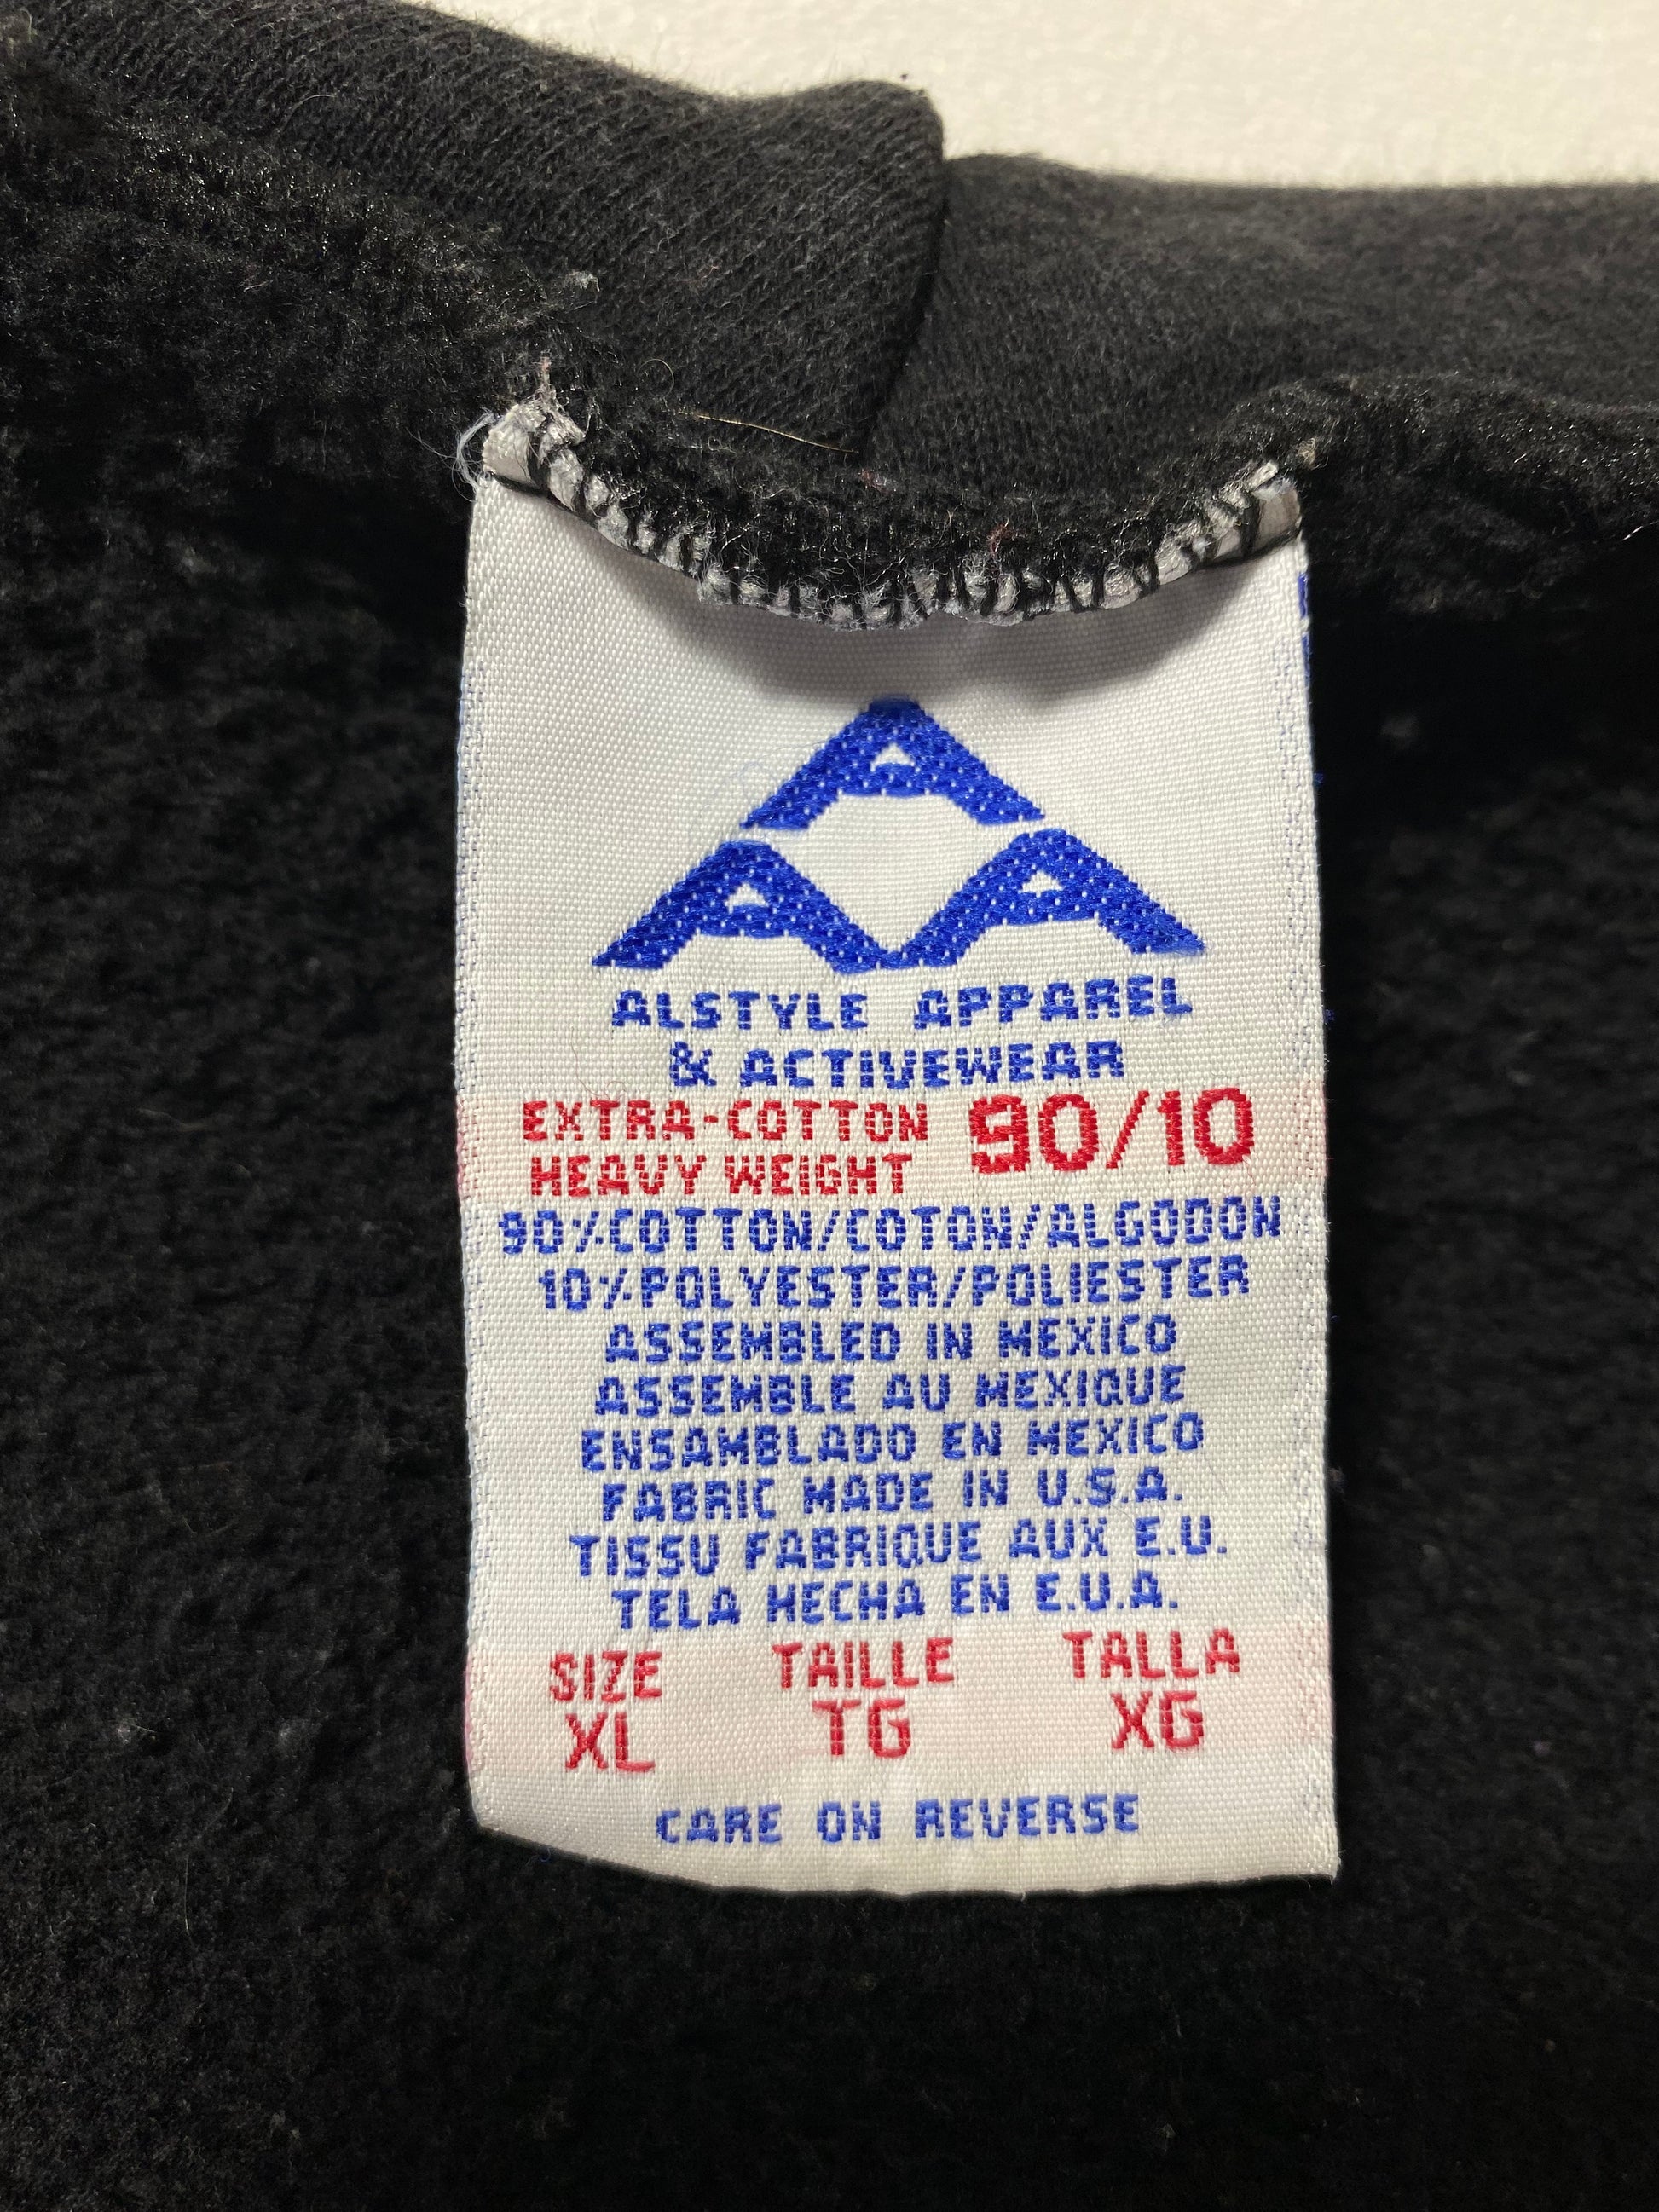 AAA
ALSTYLE APPAREL
& ACTIVEWEAR
EXTRA-COTTON 90/10
HEAVY WEIGHT
90%COTTON/COTON/ALGODON
10%POLYESTER/POLIESTER
ASSEMBLED IN MEXICO
ASSEMBLE AU MEXIQUE
ENSAMBLADO EN MEXICO
FABRIC MADE IN U.S.A.
TISSU FABRIQUE AUX E.U.
TELA HECHA EN E.U.A.
SIZE TAILLE TALLA
XL TG XG
CARE ON REVERSE